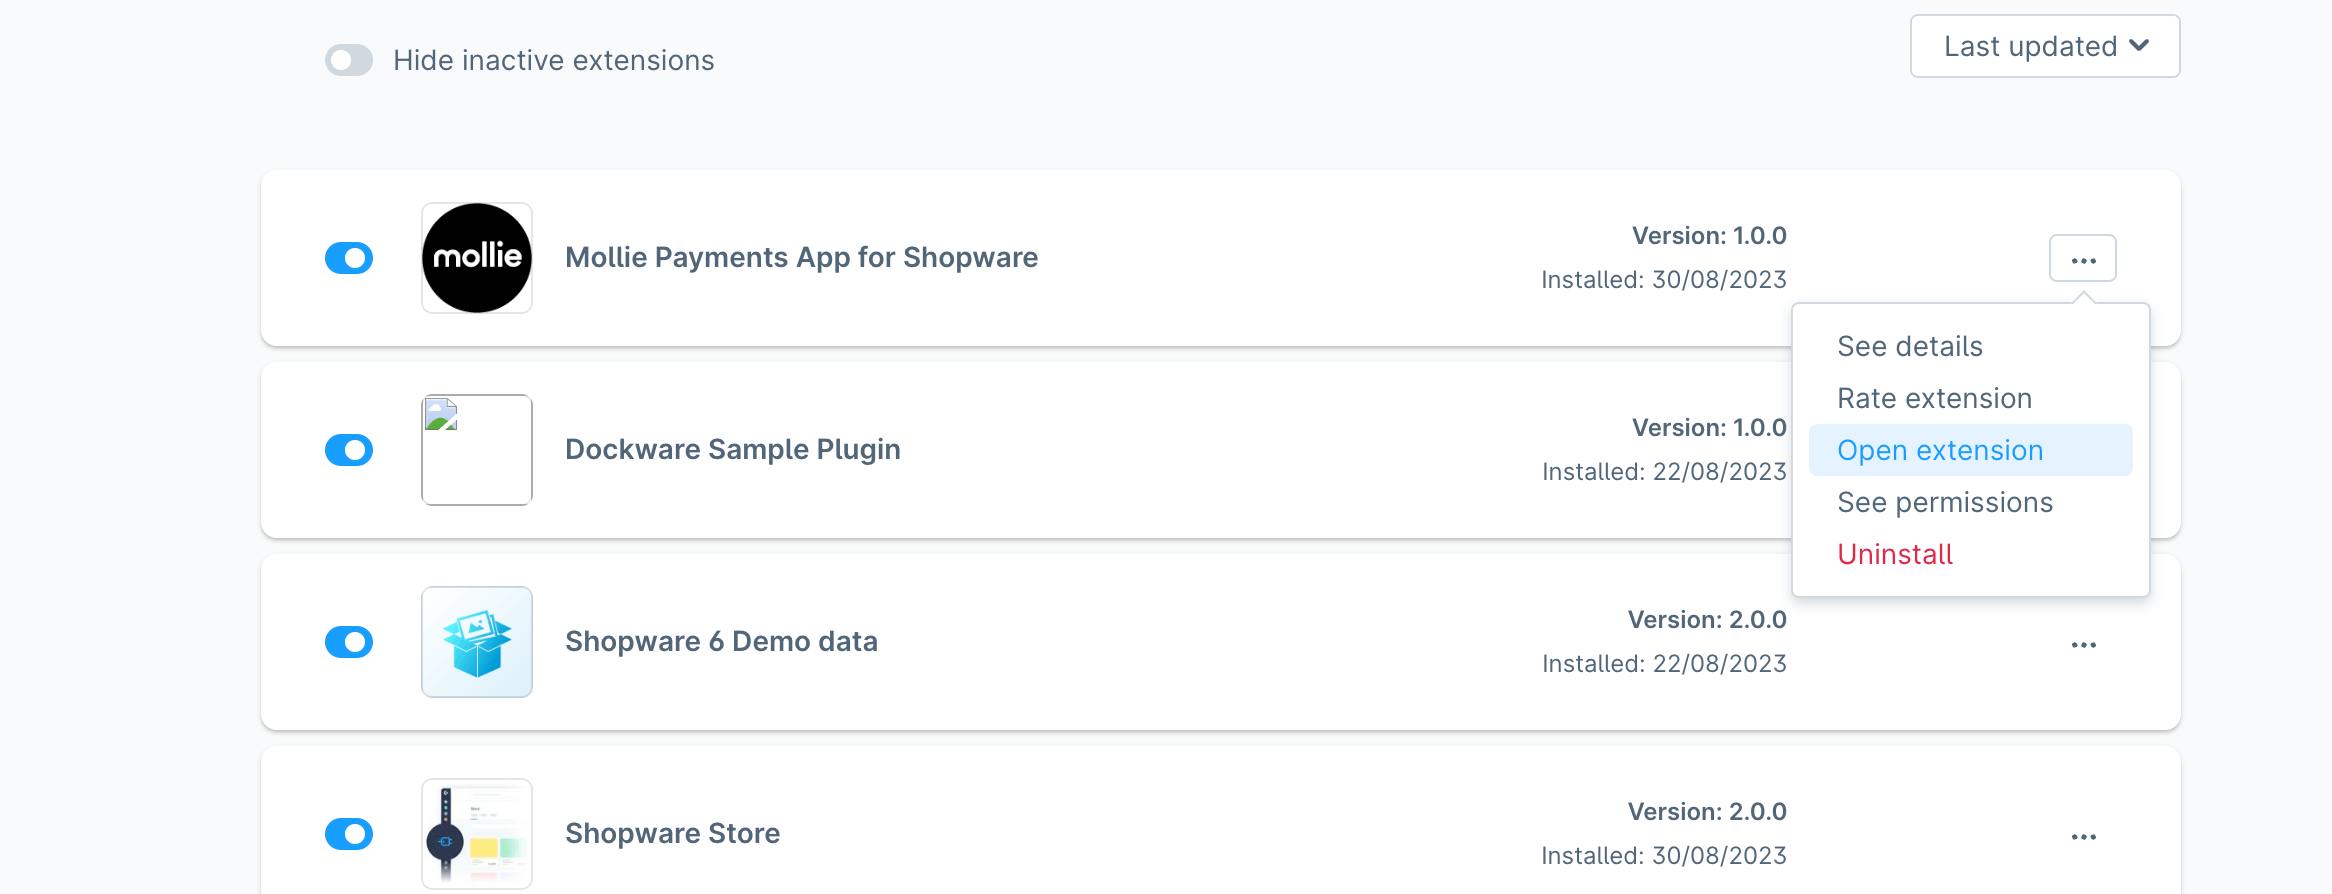 Hide inactive extensions
Last updated
mollie
Mollie Payments App for Shopware
Version: 1.0.0
Installed: 30/08/2023
...
See details
Rate extension
Open extension
See permissions
Uninstall
Dockware Sample Plugin
Version: 1.0.0
Installed: 22/08/2023
Shopware 6 Demo data
Version: 2.0.0
Installed: 22/08/2023
...
Shopware Store
Version: 2.0.0
Installed: 30/08/2023
...